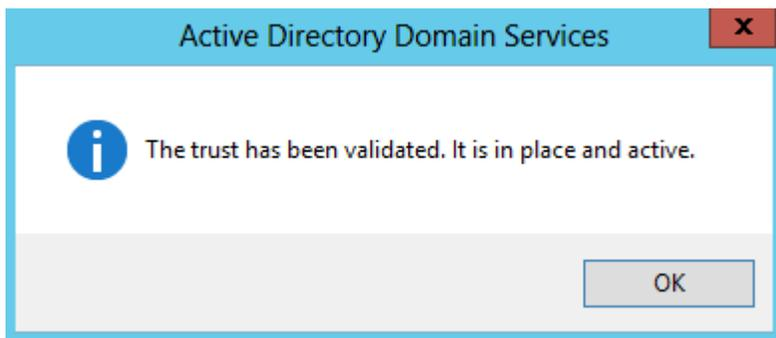 Active Directory Domain Services
x
The trust has been validated. It is in place and active.
OK